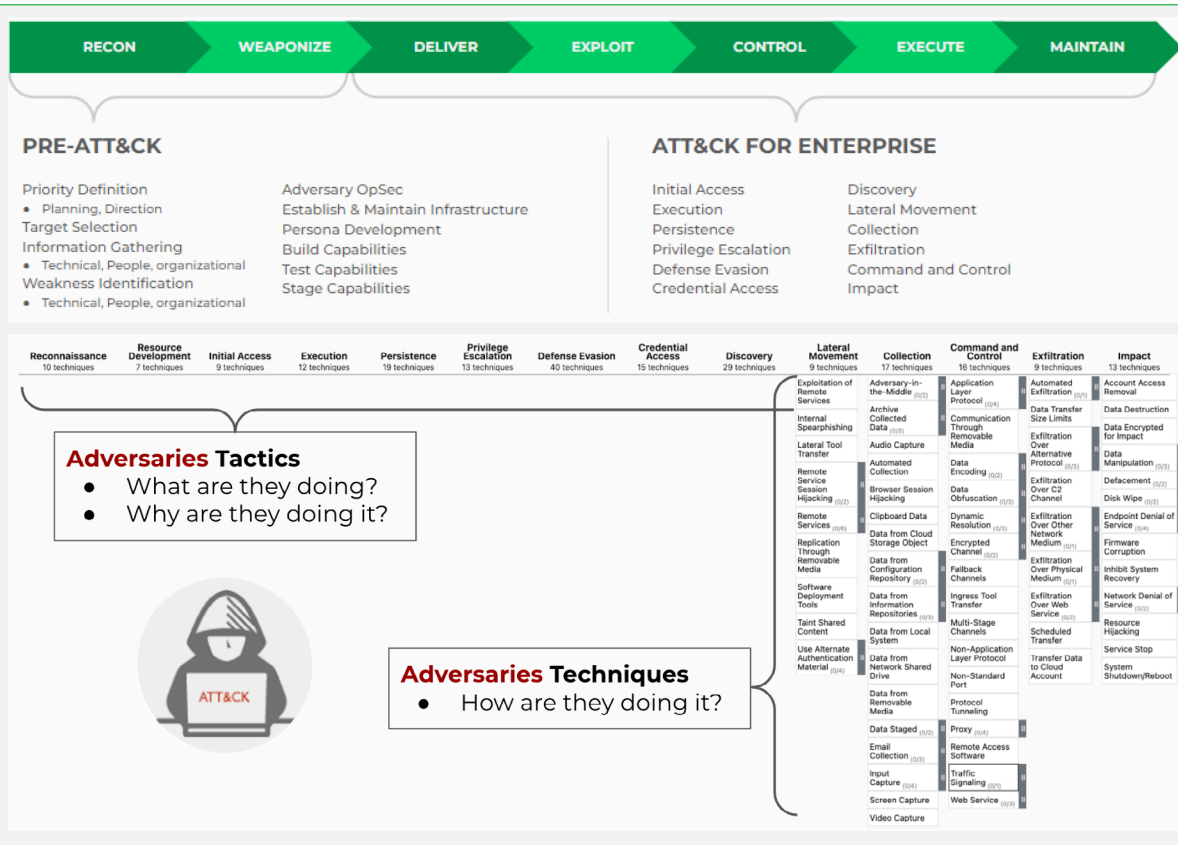 RECON
WEAPONIZE
DELIVER
EXPLOIT
CONTROL
EXECUTE
MAINTAIN
PRE-ATT&CK
Priority Definition
• Planning, Direction
Target Selection
Information Gathering
• Technical, People, organizational
Weakness Identification
• Technical, People, organizational
Adversary OpSec
Establish & Maintain Infrastructure
Persona Development
Build Capabilities
Test Capabilities
Stage Capabilities
ATT&CK FOR ENTERPRISE
Initial Access
Execution
Persistence
Privilege Escalation
Defense Evasion
Credential Access
Discovery
Lateral Movement
Collection
Exfiltration
Command and Control
Impact
Reconnaissance
10 techniques
Resource
Development
7 techniques
Initial Access
9 techniques
Execution
12 techniques
Persistence
19 techniques
Privilege
Escalation
13 techniques
Defense Evasion
40 techniques
Credential
Access
15 techniques
Discovery
29 techniques
Lateral
Movement
9 techniques
Collection
17 techniques
Command and
Control
16 techniques
Exfiltration
9 techniques
Impact
13 techniques
Adversaries Tactics
● What are they doing?
● Why are they doing it?
ATT&CK
Adversaries Techniques
● How are they doing it?
Exploitation of
Remote
Services
Internal
Spearphishing
Lateral Tool
Transfer
Remote
Service
Session
Hijacking (0/2)
Remote
Services (0/6)
Replication
Through
Removable
Media
Software
Deployment
Tools
Taint Shared
Content
Use Alternate
Authentication
Material (0/4)
Adversary-in-
the-Middle (0/2)
Archive
Collected
Data (0/3)
Audio Capture
Automated
Collection
Browser Session
Hijacking
Clipboard Data
Data from Cloud
Storage Object
Data from
Configuration
Repository (0/2)
Data from
Information
Repositories (0/3)
Data from Local
System
Data from
Network Shared
Drive
Data from
Removable
Media
Data Staged (0/2)
Email
Collection (0/3)
Input
Capture (0/4)
Screen Capture
Video Capture
Application
Layer
Protocol (0/4)
Communication
Through
Removable
Media
Data
Encoding (0/2)
Data
Obfuscation (0/3)
Dynamic
Resolution (0/3)
Encrypted
Channel (0/2)
Fallback
Channels
Ingress Tool
Transfer
Multi-Stage
Channels
Non-Application
Layer Protocol
Non-Standard
Port
Protocol
Tunneling
Proxy (0/4)
Remote Access
Software
Traffic
Signaling (0/1)
Web Service (0/3)
Automated
Exfiltration (0/1)
Data Transfer
Size Limits
Exfiltration
Over
Alternative
Protocol (0/3)
Exfiltration
Over C2
Channel
Exfiltration
Over Other
Network
Medium (0/1)
Exfiltration
Over Physical
Medium (0/1)
Exfiltration
Over Web
Service (0/2)
Scheduled
Transfer
Transfer Data
to Cloud
Account
Account Access
Removal
Data Destruction
Data Encrypted
for Impact
Data
Manipulation (0/3)
Defacement (0/2)
Disk Wipe (0/2)
Endpoint Denial of
Service (0/4)
Firmware
Corruption
Inhibit System
Recovery
Network Denial of
Service (0/2)
Resource
Hijacking
Service Stop
System
Shutdown/Reboot